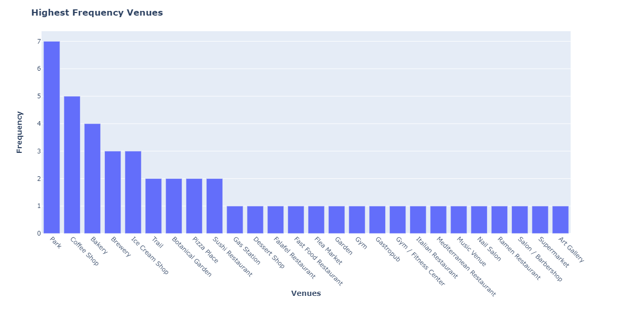 Highest Frequency Venues
7
6
5
4
3
2
1
0
Frequency
Park
Coffee Shop
Bakery
Brewery
Ice Cream Shop
Trail
Botanical Garden
Pizza Place
Sushi Restaurant
Gas Station
Dessert Shop
Falafel Restaurant
Fast Food Restaurant
Flea Market
Garden
Gym
Gastropub
Gym / Fitness Center
Italian Restaurant
Mediterranean Restaurant
Music Venue
Nail Salon
Ramen Restaurant
Salon / Barbershop
Supermarket
Art Gallery
Venues